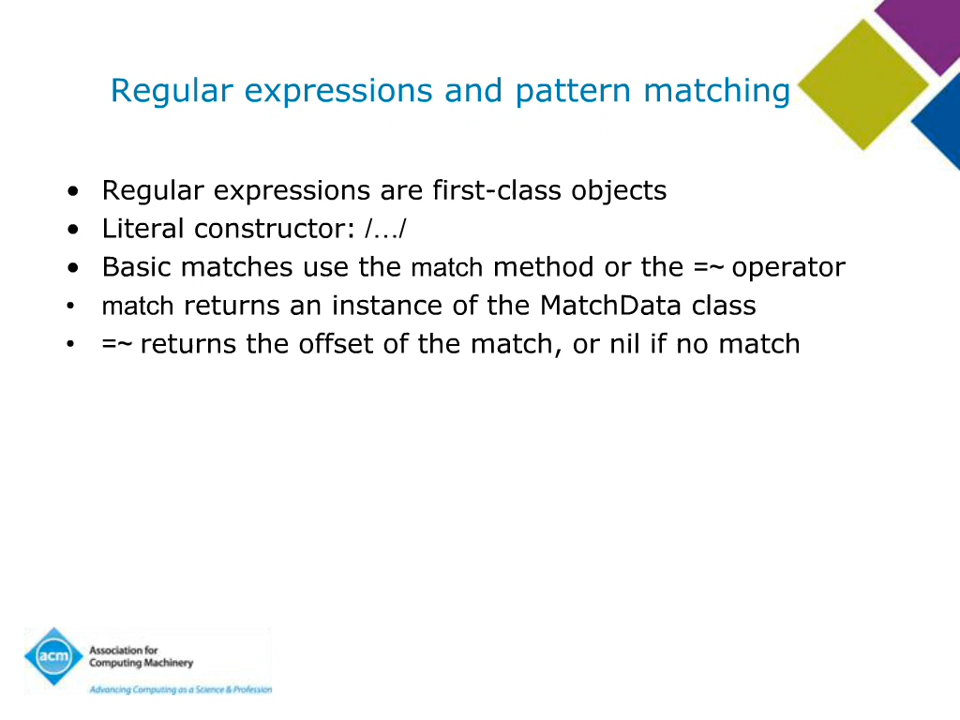 Regular expressions and pattern matching
• Regular expressions are first-class objects
• Literal constructor: /…/
• Basic matches use the match method or the =~ operator
• match returns an instance of the MatchData class
• =~ returns the offset of the match, or nil if no match
acm
Association for
Computing Machinery
Advancing Computing as a Science & Profession